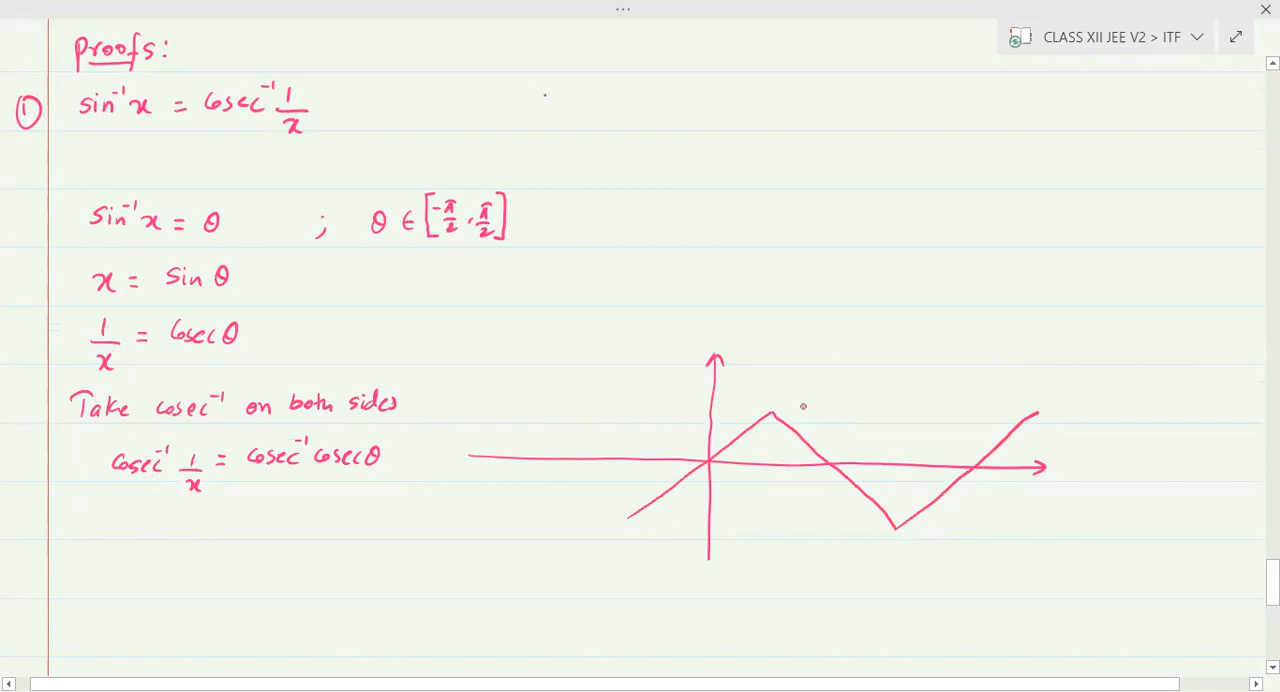 CLASS XII JEE V2 > ITF
Proofs:
① sin⁻¹x = cosec⁻¹ 1/x
sin⁻¹x = θ ; θ ∈ [-π/2, π/2]
x = sin θ
1/x = cosec θ
Take cosec⁻¹ on both sides
cosec⁻¹ 1/x = cosec⁻¹ cosec θ